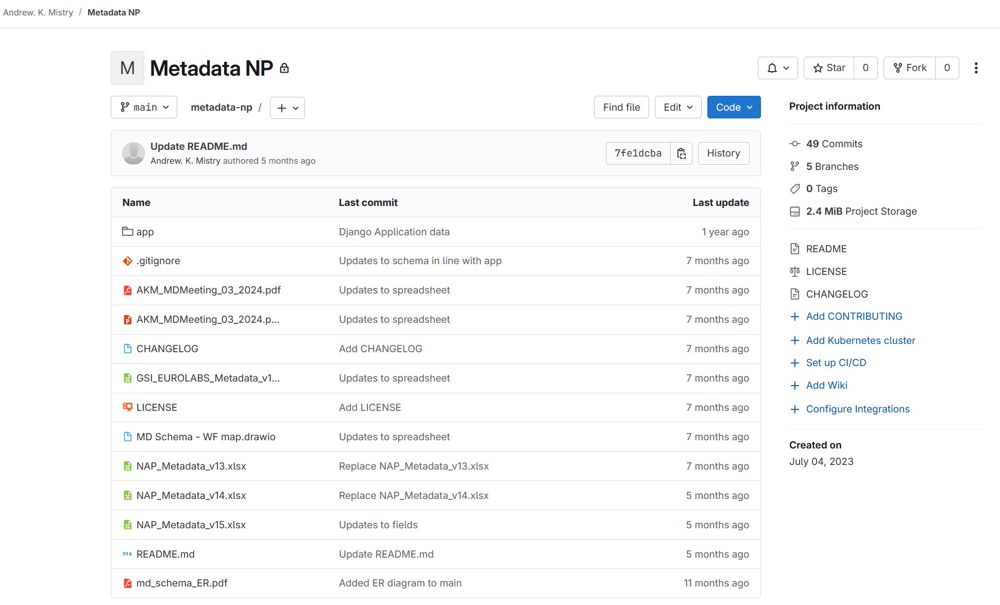 Andrew. K. Mistry / Metadata NP
M Metadata NP
Star 0 Fork 0
main metadata-np / + Find file Edit Code
Update README.md
Andrew. K. Mistry authored 5 months ago
7fe1dcba History
Name Last commit Last update
app Django Application data 1 year ago
.gitignore Updates to schema in line with app 7 months ago
AKM_MDMeeting_03_2024.pdf Updates to spreadsheet 7 months ago
AKM_MDMeeting_03_2024.p... Updates to spreadsheet 7 months ago
CHANGELOG Add CHANGELOG 7 months ago
GSI_EUROLABS_Metadata_v1... Updates to spreadsheet 7 months ago
LICENSE Add LICENSE 7 months ago
MD Schema - WF map.drawio Updates to spreadsheet 7 months ago
NAP_Metadata_v13.xlsx Replace NAP_Metadata_v13.xlsx 7 months ago
NAP_Metadata_v14.xlsx Replace NAP_Metadata_v14.xlsx 5 months ago
NAP_Metadata_v15.xlsx Updates to fields 5 months ago
README.md Update README.md 5 months ago
md_schema_ER.pdf Added ER diagram to main 11 months ago
Project information
49 Commits
5 Branches
0 Tags
2.4 MiB Project Storage
README
LICENSE
CHANGELOG
+ Add CONTRIBUTING
+ Add Kubernetes cluster
+ Set up CI/CD
+ Add Wiki
+ Configure Integrations
Created on
July 04, 2023